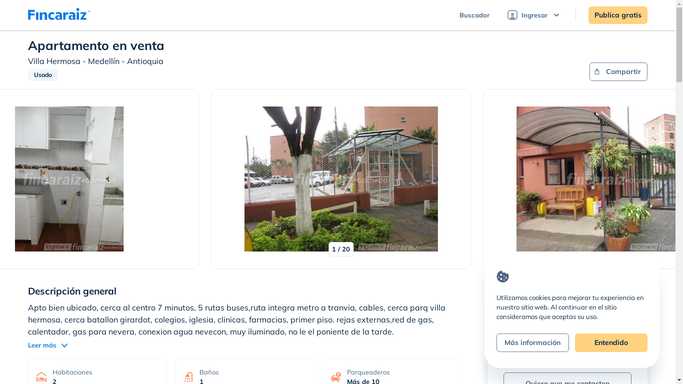 Fincaraiz
Buscador
Ingresar
Publica gratis
Apartamento en venta
Villa Hermosa - Medellín - Antioquia
Usado
Compartir
fincaraiz
fincaraiz
fincaraiz
fincaraiz
fincaraiz
1 / 20
Descripción general
Apto bien ubicado, cerca al centro 7 minutos, 5 rutas buses,ruta integra metro a tranvia, cables, cerca parq villa
hermosa, cerca batallon girardot, colegios, iglesia, clinicas, farmacias, primer piso. rejas externas.red de gas,
calentador, gas para nevera, conexion agua nevecon, muy iluminado, no le el poniente de la tarde.
Leer más
Habitaciones
2
Baños
1
Parqueaderos
Más de 10
Utilizamos cookies para mejorar tu experiencia en
nuestro sitio web. Al continuar en el sitio
consideramos que aceptas su uso.
Más información
Entendido
Quiero que me contacten